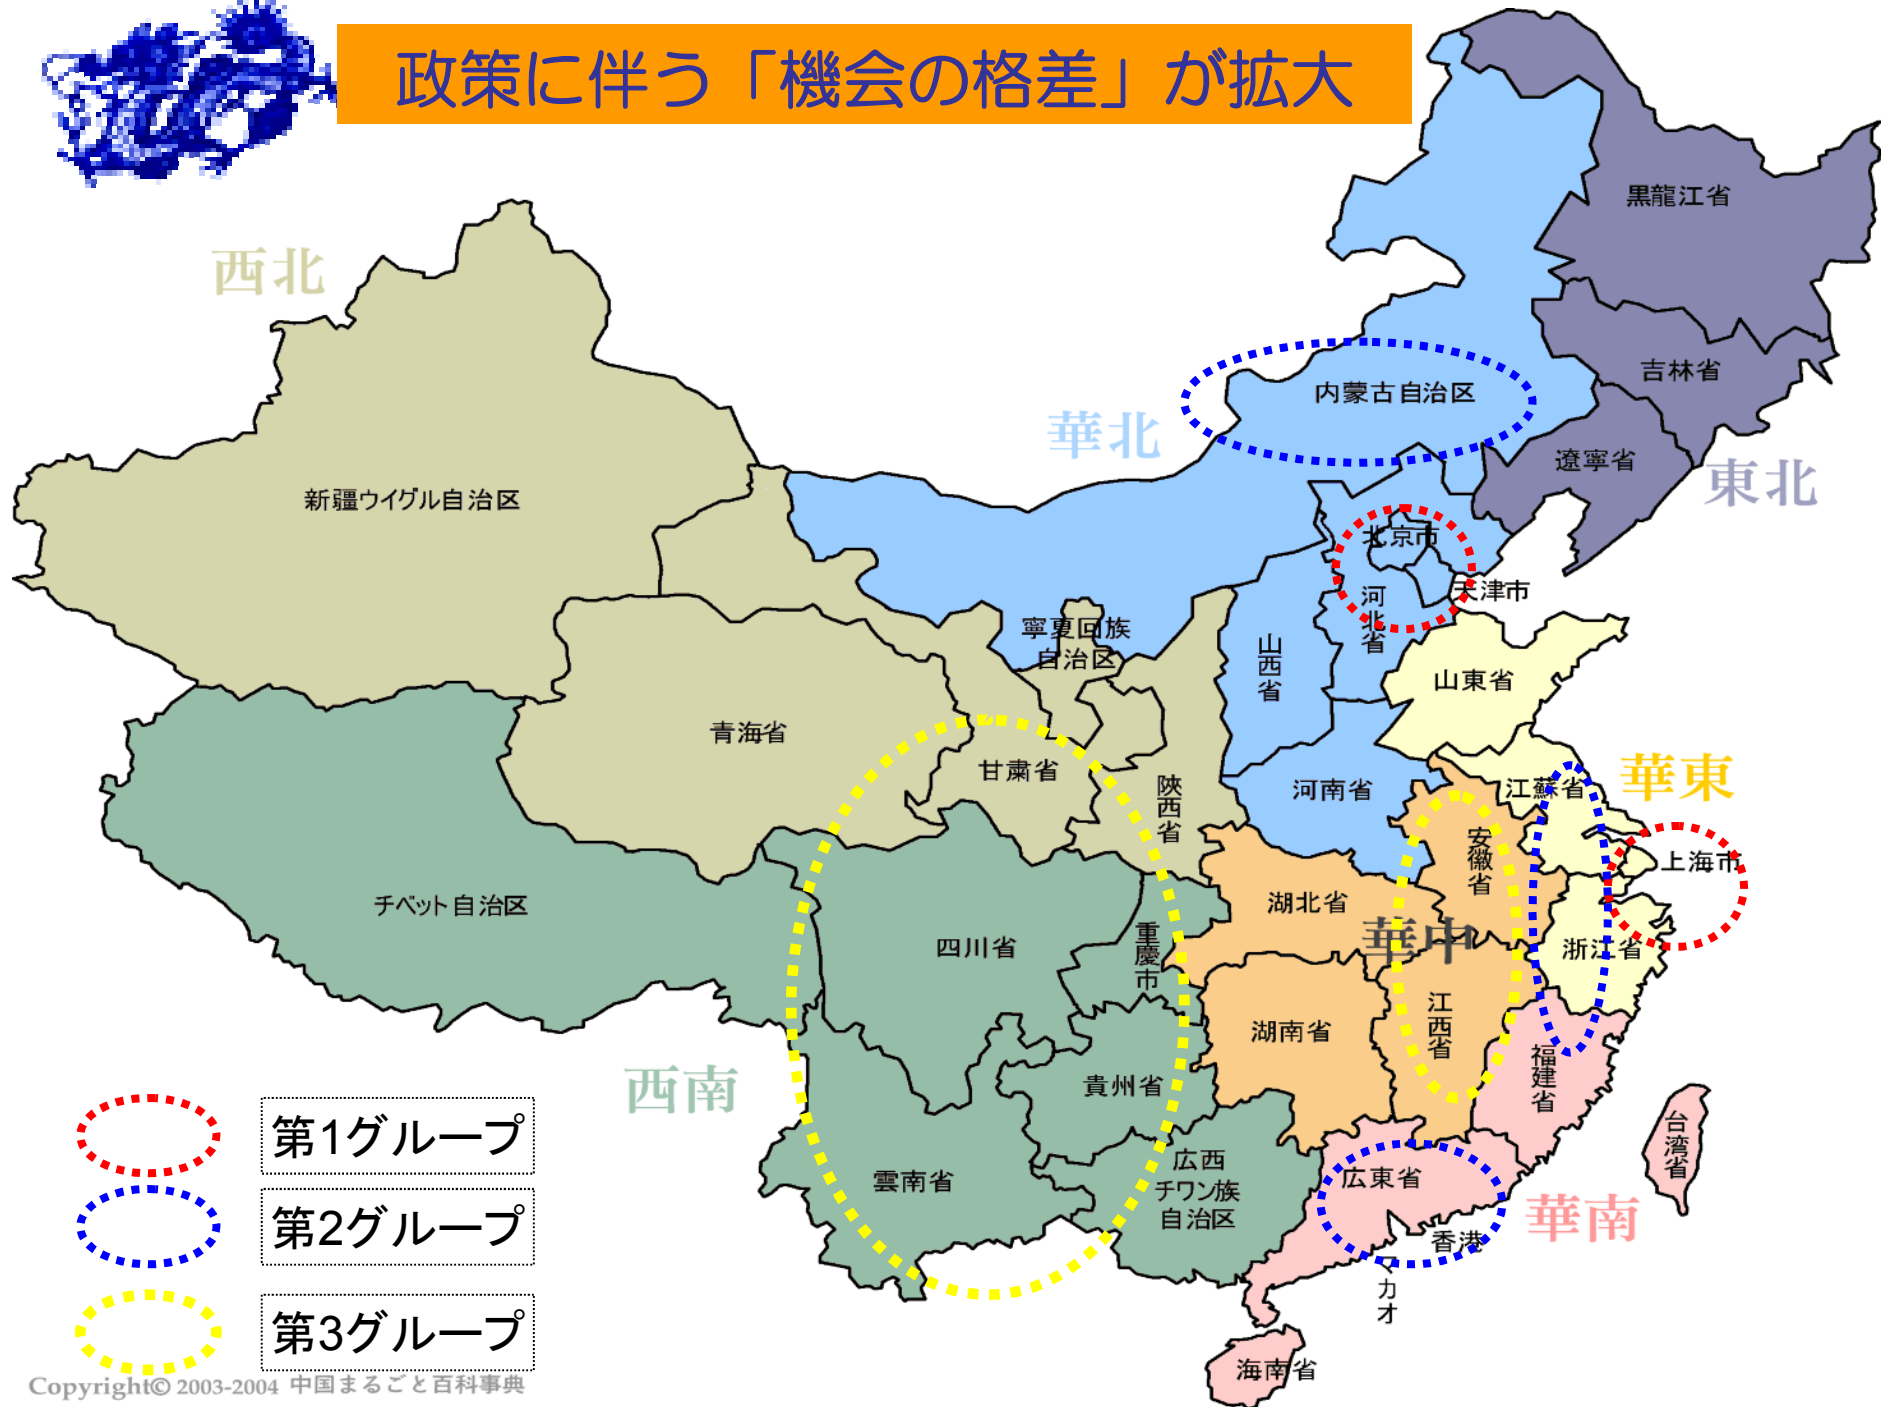 政策に伴う「機会の格差」が拡大
黒龍江省
西北
吉林省
内蒙古自治区
華北
遼寧省
東北
新疆ウイグル自治区
北京市
天津市
河北省
寧夏回族
自治区
山西省
山東省
青海省
甘粛省
陝西省
河南省
江蘇省
華東
安徽省
上海市
チベット自治区
湖北省
華中
四川省
重慶市
浙江省
江西省
湖南省
福建省
西南
貴州省
第1グループ
台湾省
広西
チワン族
自治区
広東省
雲南省
華南
第2グループ
香港
マカオ
第3グループ
海南省
Copyright© 2003-2004 中国まるごと百科事典